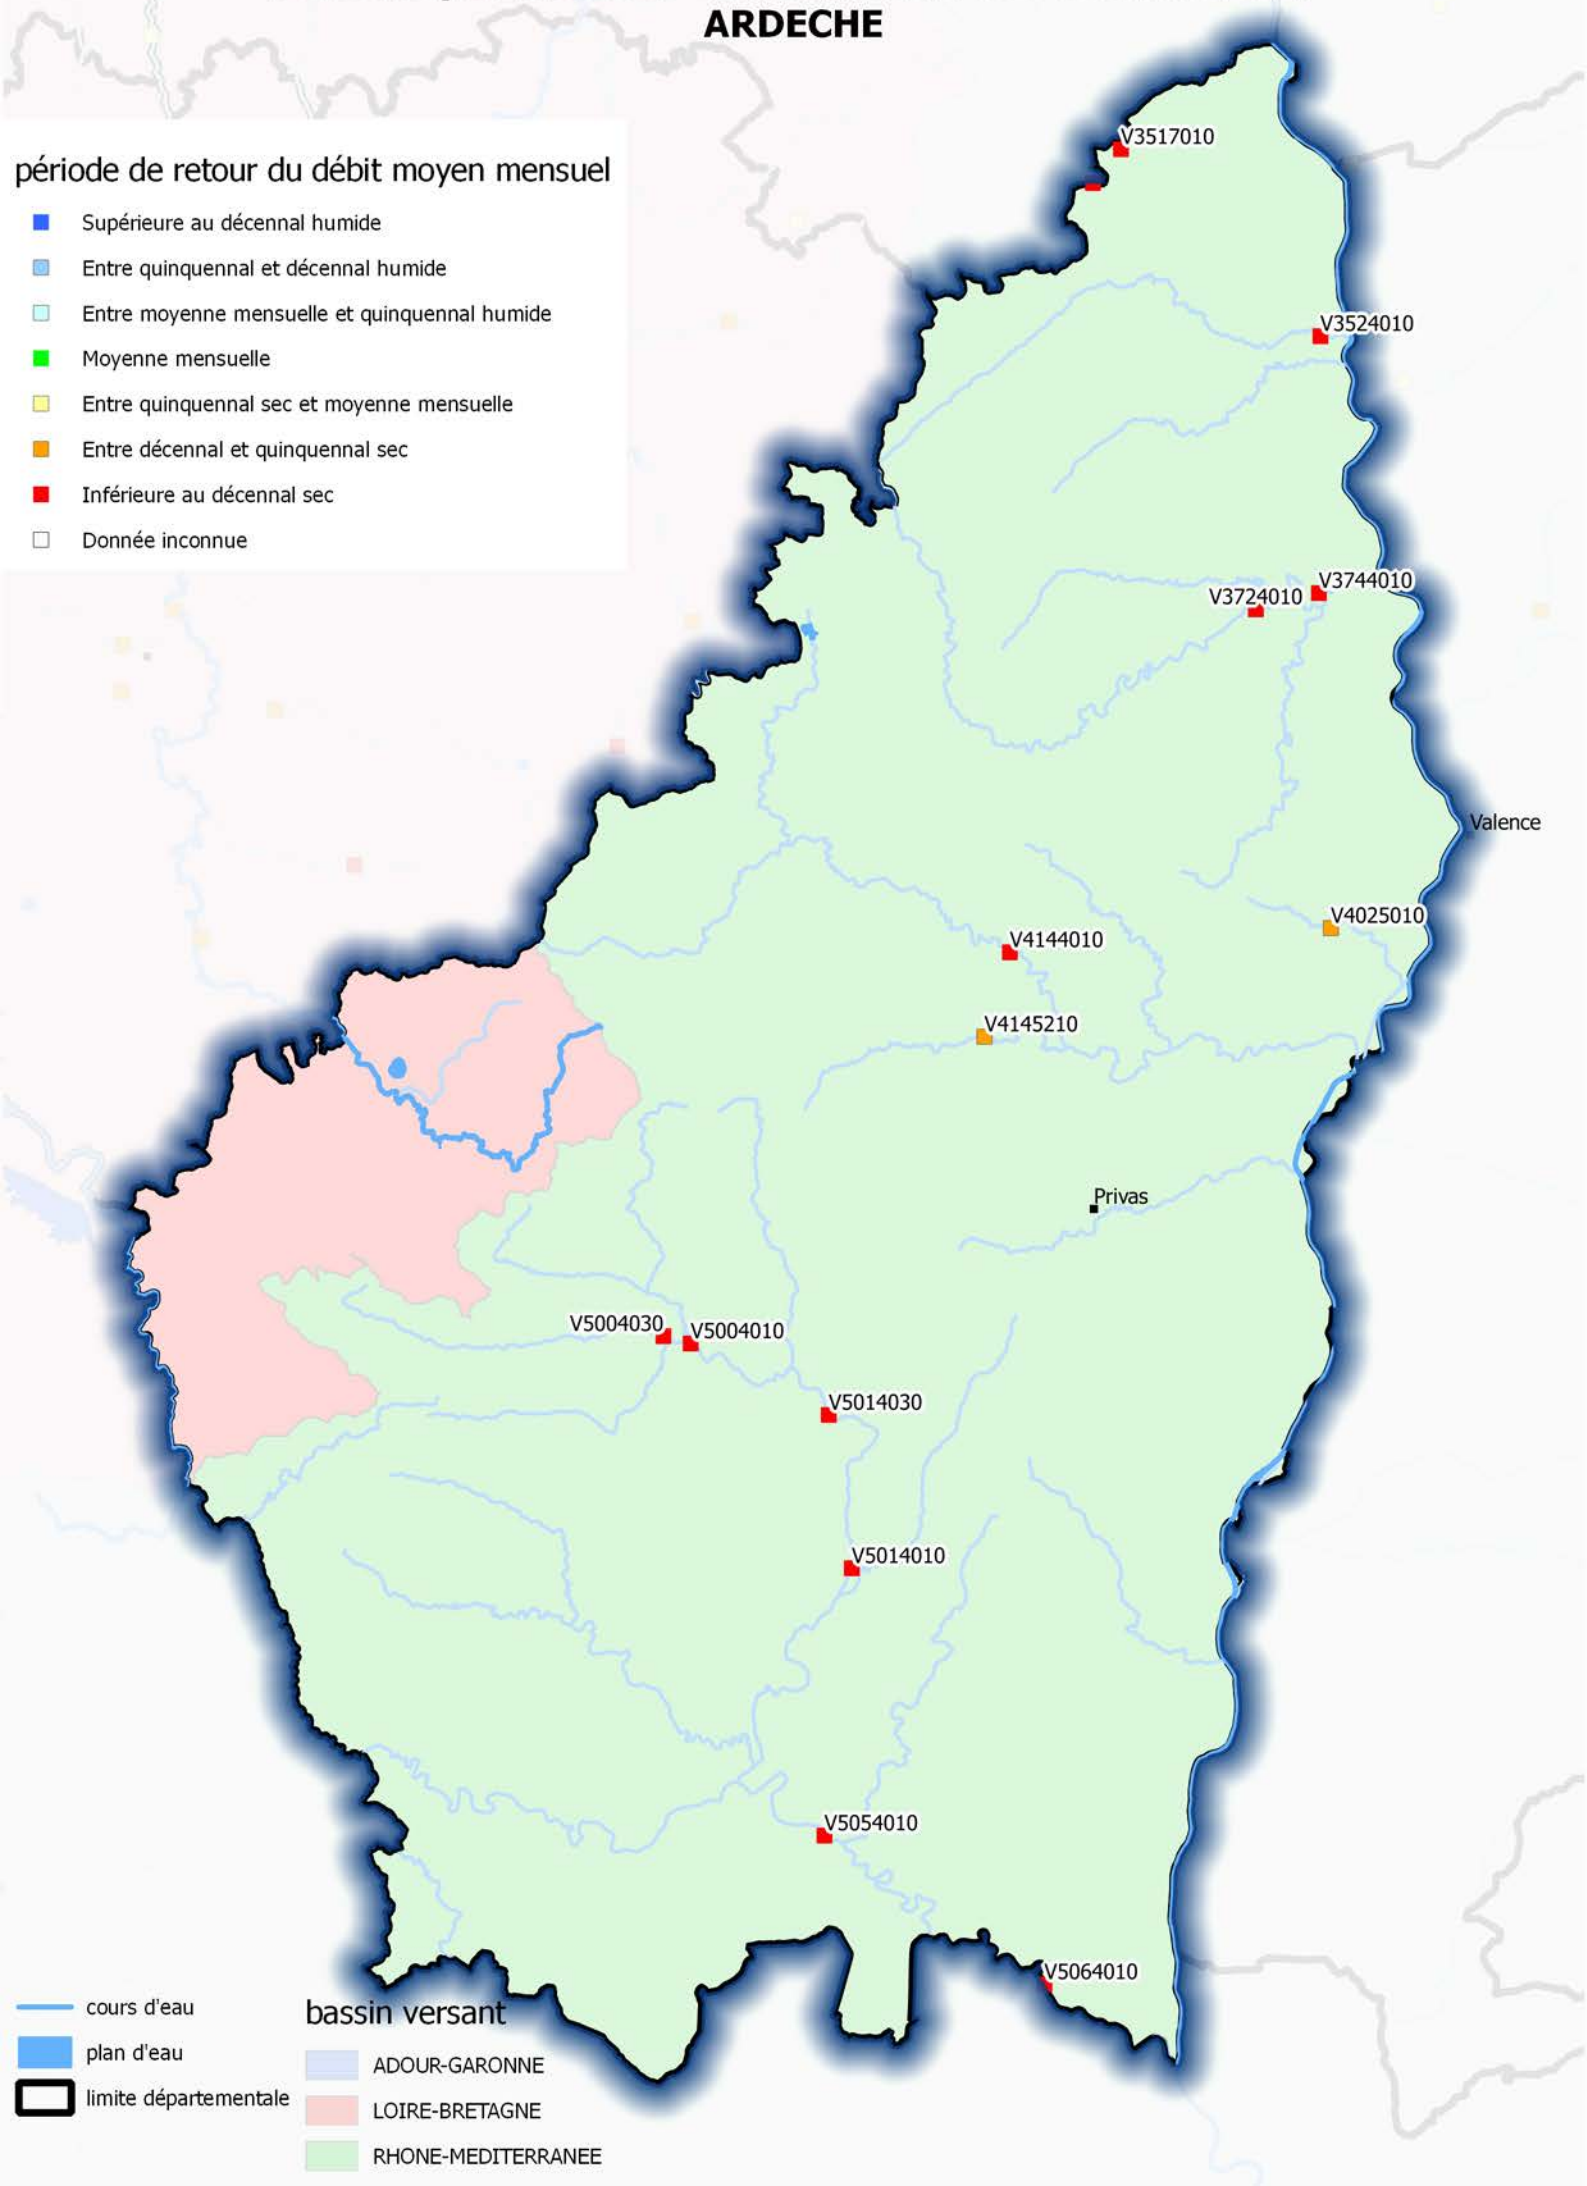 ARDECHE
période de retour du débit moyen mensuel
Supérieure au décennal humide
Entre quinquennal et décennal humide
Entre moyenne mensuelle et quinquennal humide
Moyenne mensuelle
Entre quinquennal sec et moyenne mensuelle
Entre décennal et quinquennal sec
Inférieure au décennal sec
Donnée inconnue
V3517010
V3524010
V3744010
V3724010
Valence
V4025010
V4144010
V4145210
Privas
V5004030
V5004010
V5014030
V5014010
V5054010
V5064010
cours d'eau
plan d'eau
limite départementale
bassin versant
ADOUR-GARONNE
LOIRE-BRETAGNE
RHONE-MEDITERRANEE